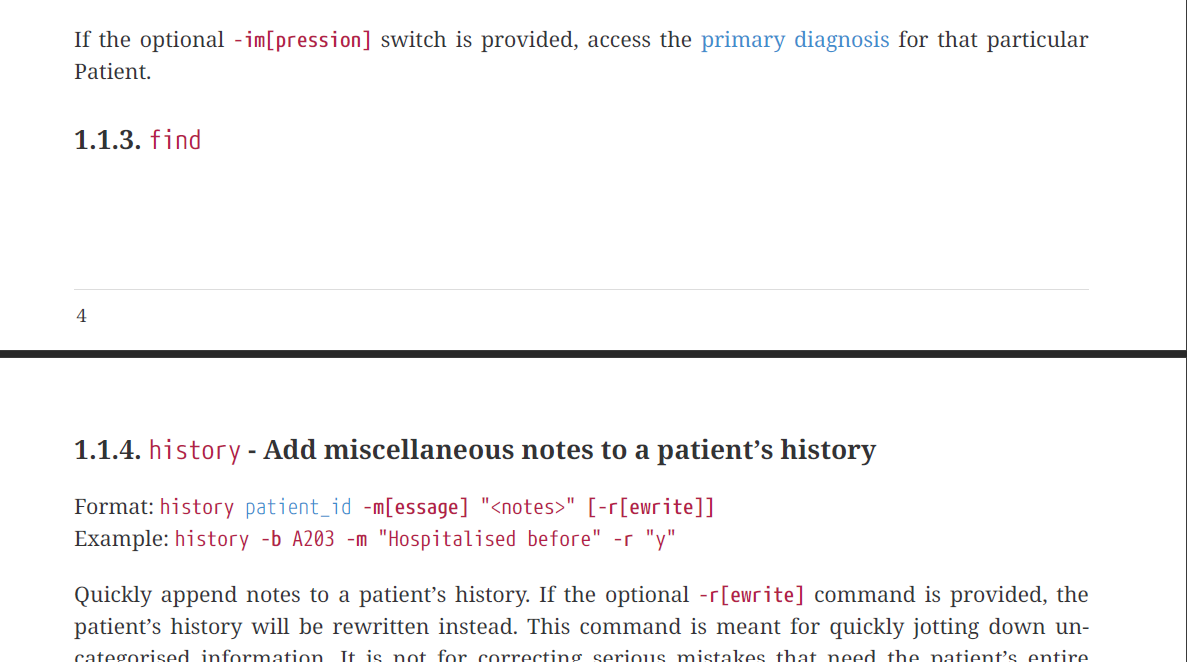 If the optional -im[pression] switch is provided, access the primary diagnosis for that particular
Patient.
1.1.3. find
4
1.1.4. history - Add miscellaneous notes to a patient’s history
Format: history patient_id -m[essage] "<notes>" [-r[ewrite]]
Example: history -b A203 -m "Hospitalised before" -r "y"
Quickly append notes to a patient’s history. If the optional -r[ewrite] command is provided, the
patient’s history will be rewritten instead. This command is meant for quickly jotting down un-
categorised information. It is not for correcting serious mistakes that need the patient’s entire